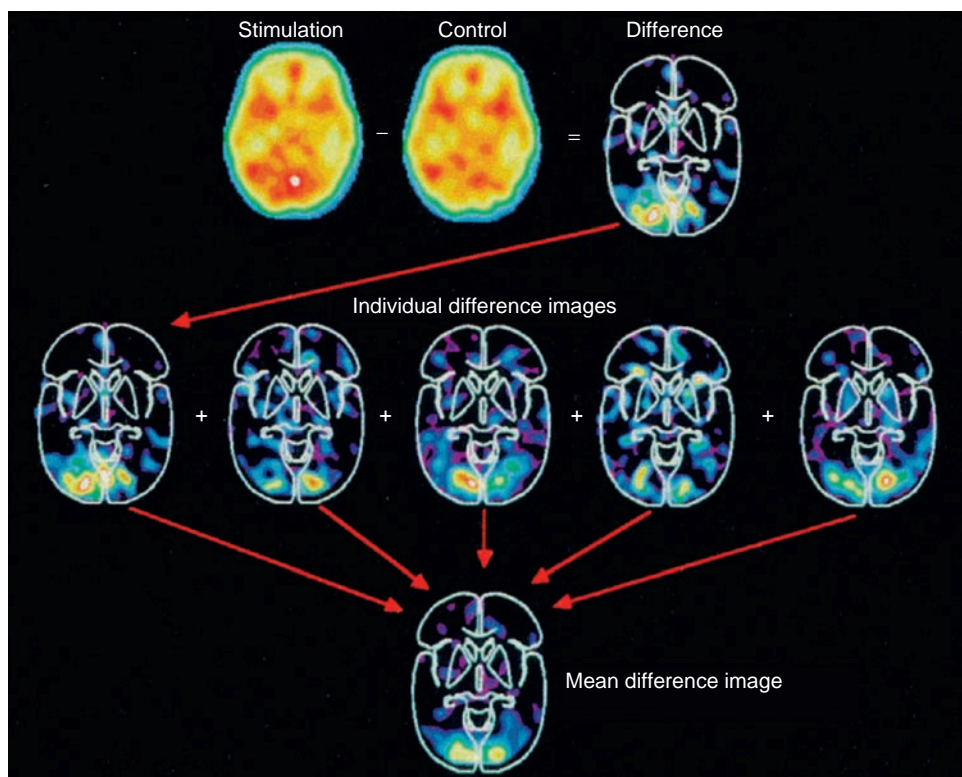 Stimulation Control Difference
− =
Individual difference images
+ + + +
Mean difference image